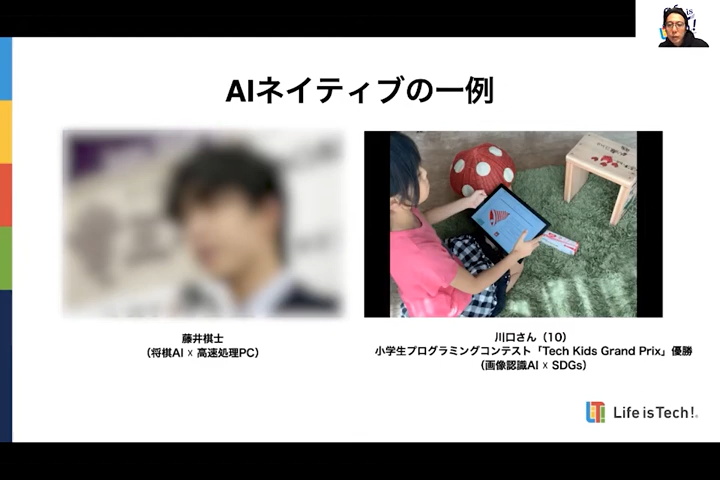 AIネイティブの一例
藤井棋士
(将棋AI × 高速処理PC)
川口さん(10)
小学生プログラミングコンテスト「Tech Kids Grand Prix」優勝
(画像認識AI × SDGs)
Life is Tech!